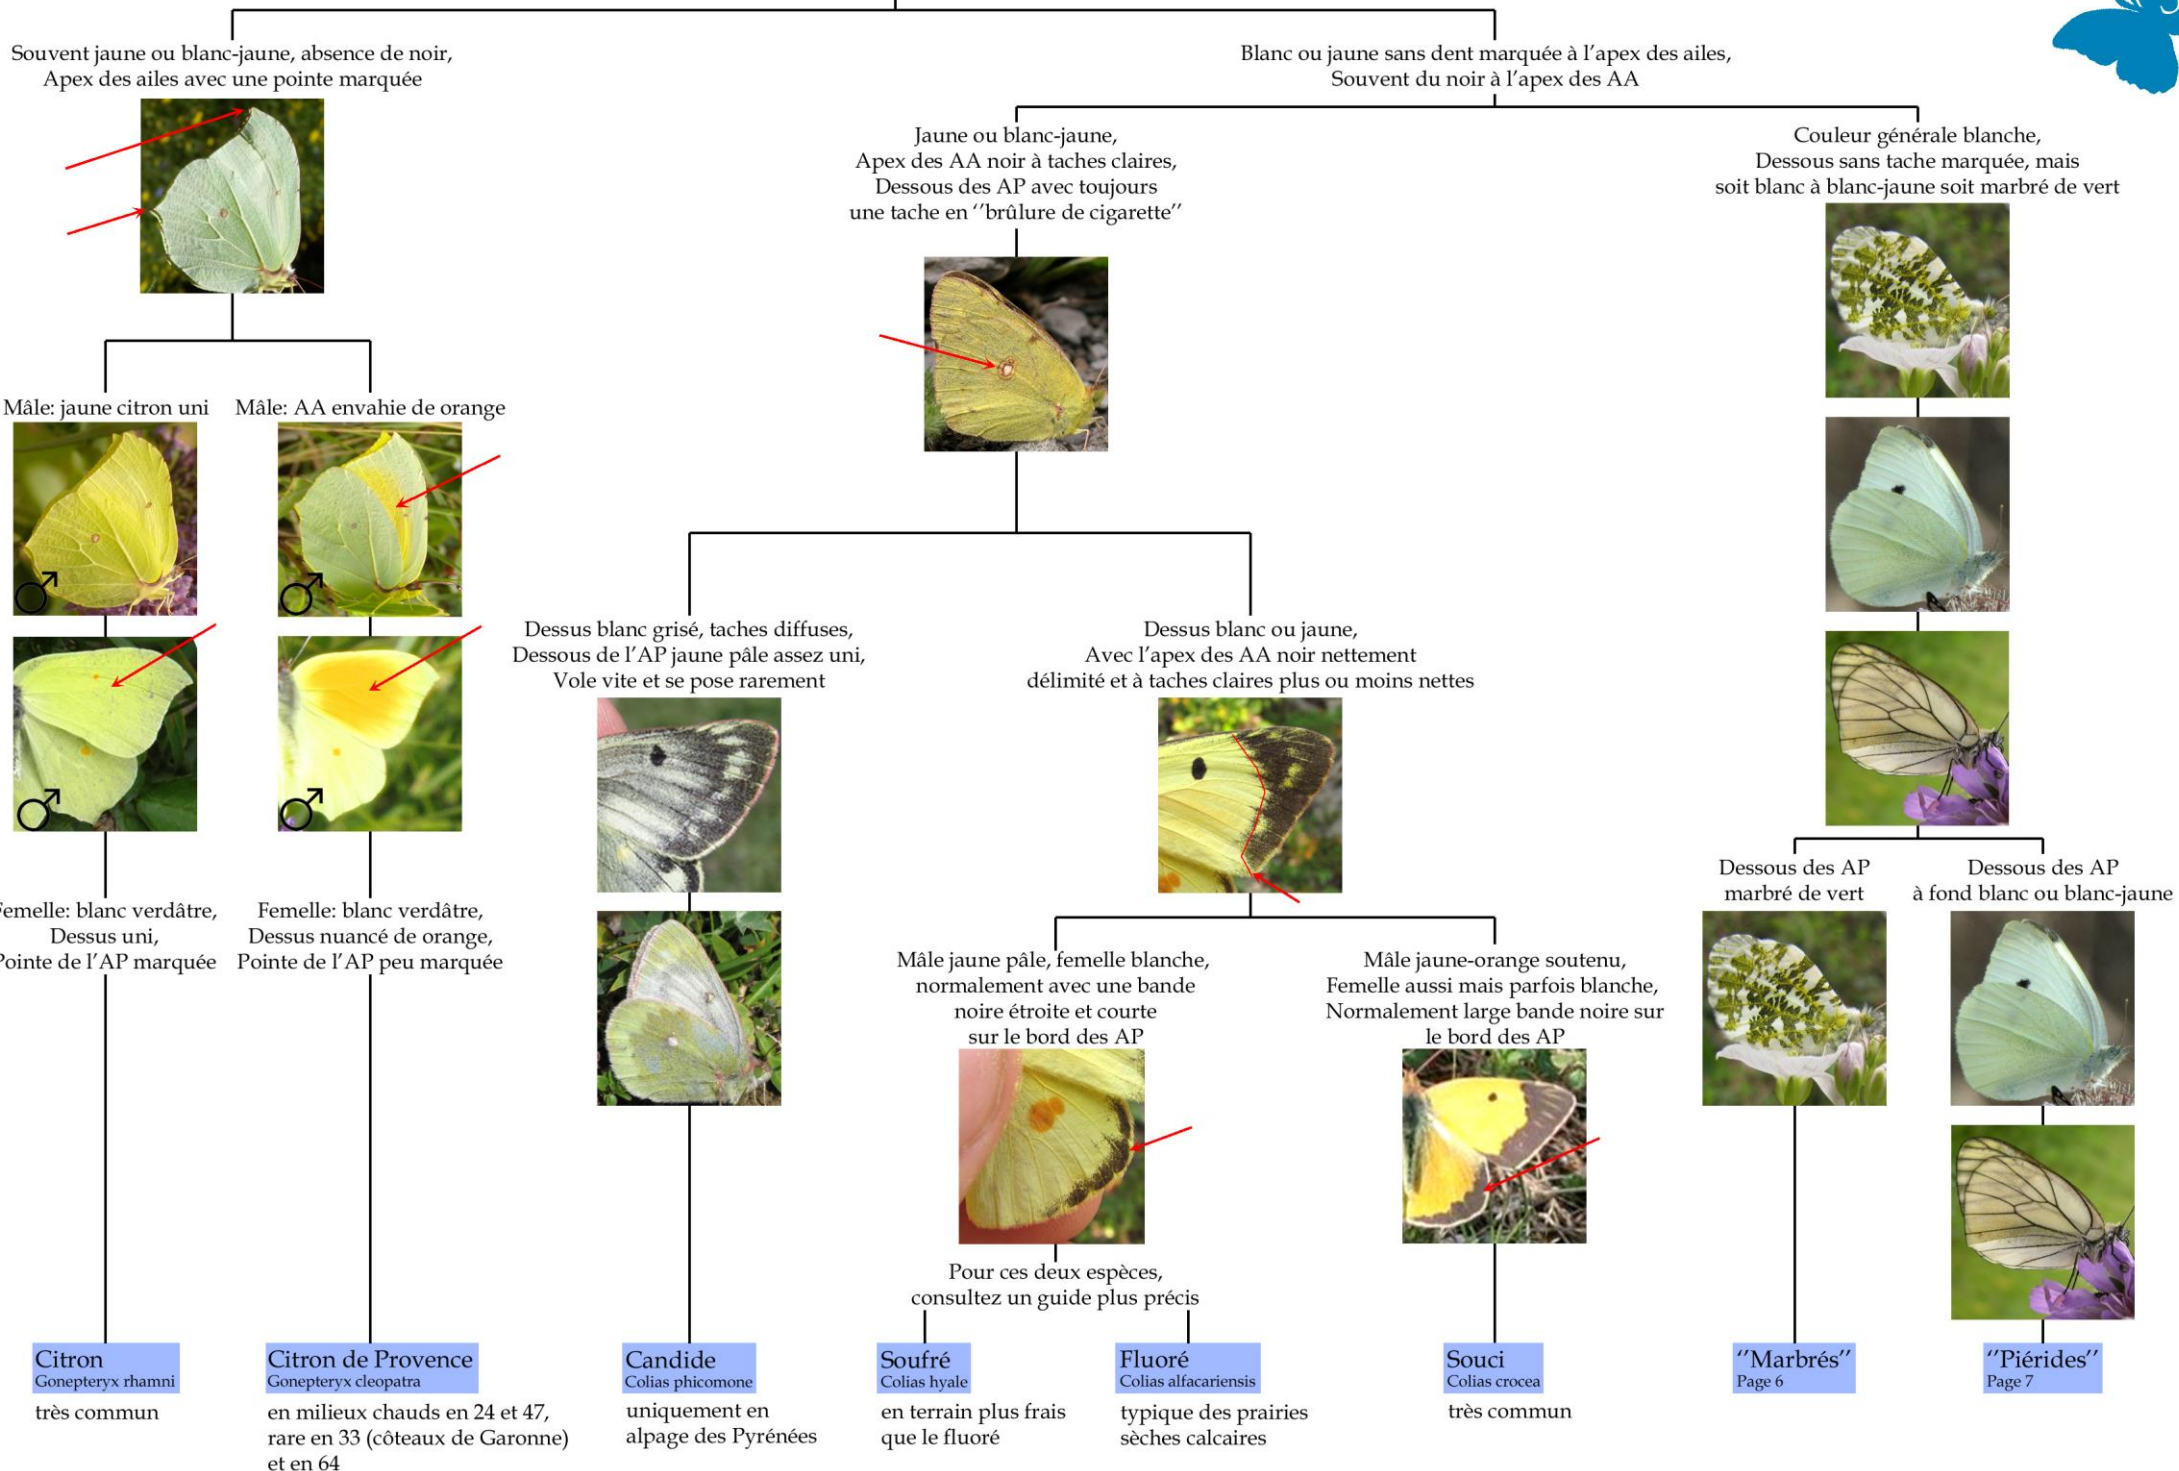 Souvent jaune ou blanc-jaune, absence de noir,
Apex des ailes avec une pointe marquée
Blanc ou jaune sans dent marquée à l'apex des ailes,
Souvent du noir à l'apex des AA
Jaune ou blanc-jaune,
Apex des AA noir à taches claires,
Dessous des AP avec toujours
une tache en ''brûlure de cigarette''
Couleur générale blanche,
Dessous sans tache marquée, mais
soit blanc à blanc-jaune soit marbré de vert
Mâle: jaune citron uni
Mâle: AA envahie de orange
Dessus blanc grisé, taches diffuses,
Dessous de l'AP jaune pâle assez uni,
Vole vite et se pose rarement
Dessus blanc ou jaune,
Avec l'apex des AA noir nettement
délimité et à taches claires plus ou moins nettes
Dessous des AP
marbré de vert
Dessous des AP
à fond blanc ou blanc-jaune
Femelle: blanc verdâtre,
Dessus uni,
Pointe de l'AP marquée
Femelle: blanc verdâtre,
Dessus nuancé de orange,
Pointe de l'AP peu marquée
Mâle jaune pâle, femelle blanche,
normalement avec une bande
noire étroite et courte
sur le bord des AP
Mâle jaune-orange soutenu,
Femelle aussi mais parfois blanche,
Normalement large bande noire sur
le bord des AP
Pour ces deux espèces,
consultez un guide plus précis
Citron
Gonepteryx rhamni
très commun
Citron de Provence
Gonepteryx cleopatra
en milieux chauds en 24 et 47,
rare en 33 (côteaux de Garonne)
et en 64
Candide
Colias phicomone
uniquement en
alpage des Pyrénées
Soufré
Colias hyale
en terrain plus frais
que le fluoré
Fluoré
Colias alfacariensis
typique des prairies
sèches calcaires
Souci
Colias crocea
très commun
''Marbrés''
Page 6
''Piérides''
Page 7